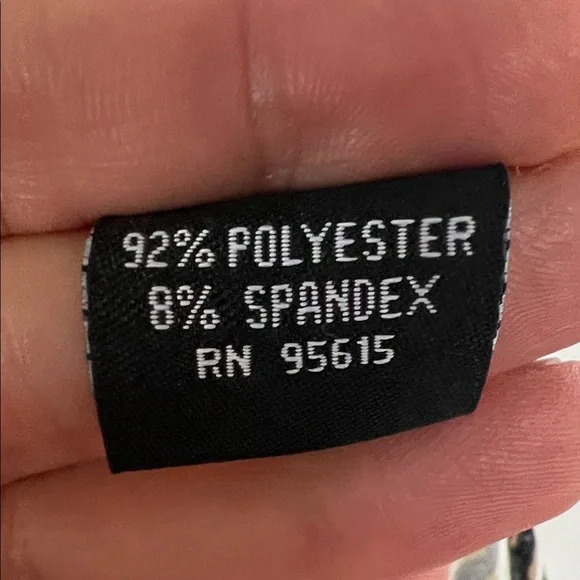 92% POLYESTER
8% SPANDEX
RN 95615